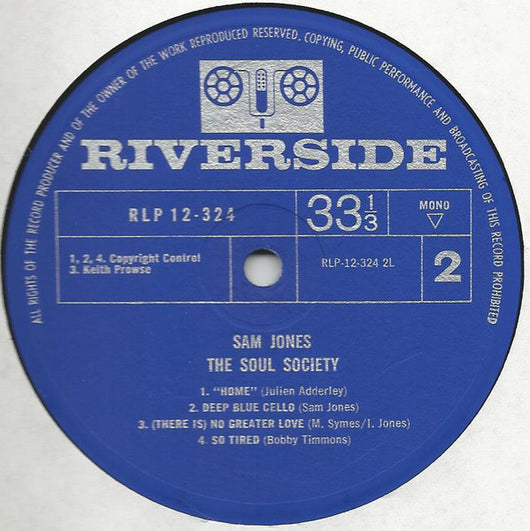 ALL RIGHTS OF THE RECORD PRODUCER AND OF THE OWNER OF THE WORK REPRODUCED RESERVED. COPYING, PUBLIC PERFORMANCE AND BROADCASTING OF THIS RECORD PROHIBITED
RIVERSIDE
RLP 12-324
33 1/3
MONO
1, 2, 4. Copyright Control
3. Keith Prowse
RLP-12-324 2L
2
SAM JONES
THE SOUL SOCIETY
1. "HOME" (Julien Adderley)
2. DEEP BLUE CELLO (Sam Jones)
3. (THERE IS) NO GREATER LOVE (M. Symes/I. Jones)
4. SO TIRED (Bobby Timmons)